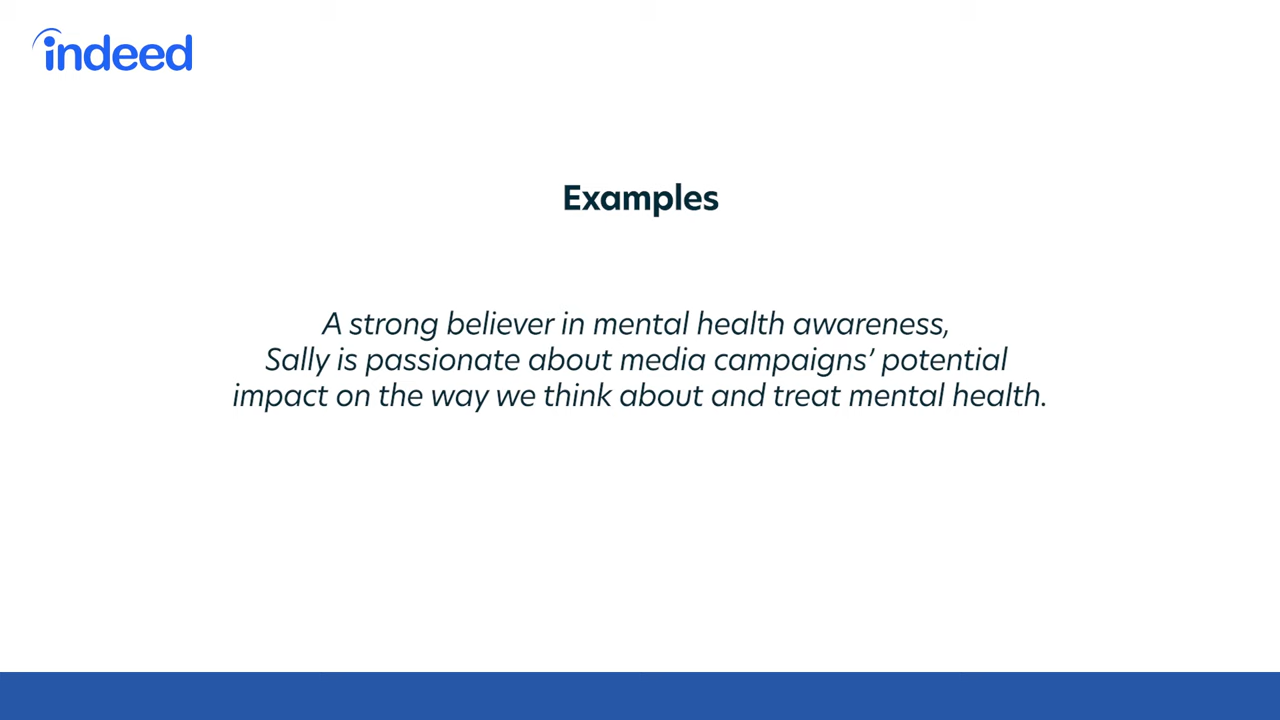 indeed
Examples
A strong believer in mental health awareness,
Sally is passionate about media campaigns’ potential
impact on the way we think about and treat mental health.